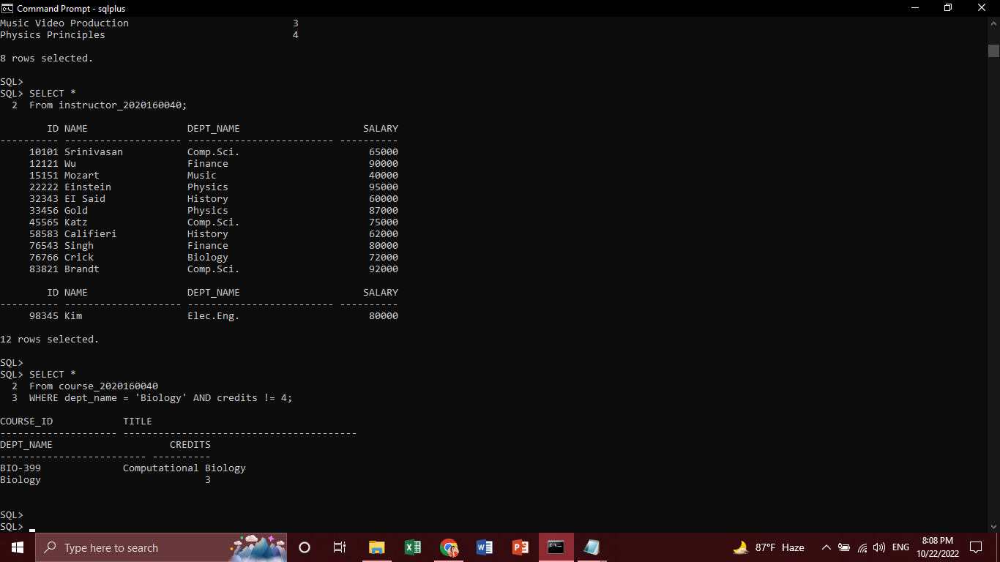 Command Prompt - sqlplus
Music Video Production 3
Physics Principles 4
8 rows selected.
SQL>
SQL> SELECT *
2 From instructor_2020160040;
ID NAME DEPT_NAME SALARY
---------- -------------------- ------------------------- ----------
10101 Srinivasan Comp.Sci. 65000
12121 Wu Finance 90000
15151 Mozart Music 40000
22222 Einstein Physics 95000
32343 EI Said History 60000
33456 Gold Physics 87000
45565 Katz Comp.Sci. 75000
58583 Califieri History 62000
76543 Singh Finance 80000
76766 Crick Biology 72000
83821 Brandt Comp.Sci. 92000
ID NAME DEPT_NAME SALARY
---------- -------------------- ------------------------- ----------
98345 Kim Elec.Eng. 80000
12 rows selected.
SQL>
SQL> SELECT *
2 From course_2020160040
3 WHERE dept_name = 'Biology' AND credits != 4;
COURSE_ID TITLE
-------------------- ----------------------------------------
DEPT_NAME CREDITS
------------------------- ----------
BIO-399 Computational Biology
Biology 3
SQL>
SQL>
Type here to search
87°F Haze
ENG
8:08 PM
10/22/2022